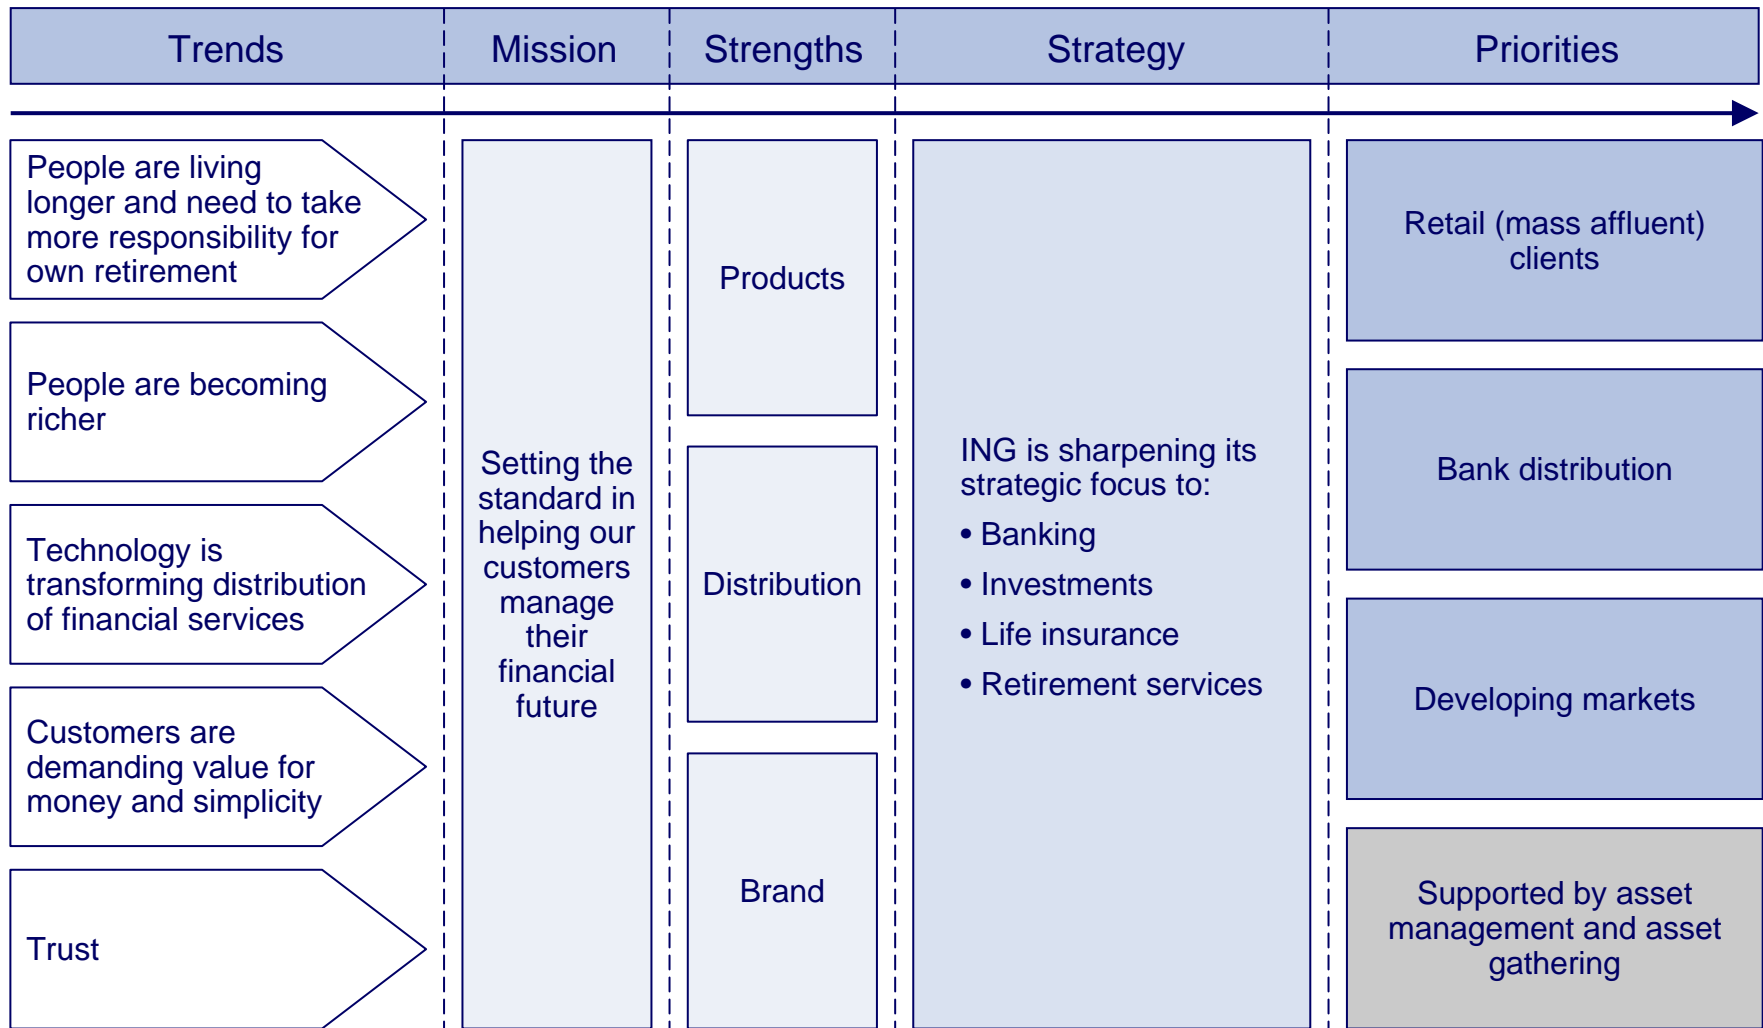 Trends
Mission
Strengths
Strategy
Priorities
People are living
longer and need to take
more responsibility for
own retirement
People are becoming
richer
Technology is
transforming distribution
of financial services
Customers are
demanding value for
money and simplicity
Trust
Setting the
standard in
helping our
customers
manage
their
financial
future
Products
Distribution
Brand
ING is sharpening its
strategic focus to:
• Banking
• Investments
• Life insurance
• Retirement services
Retail (mass affluent)
clients
Bank distribution
Developing markets
Supported by asset
management and asset
gathering